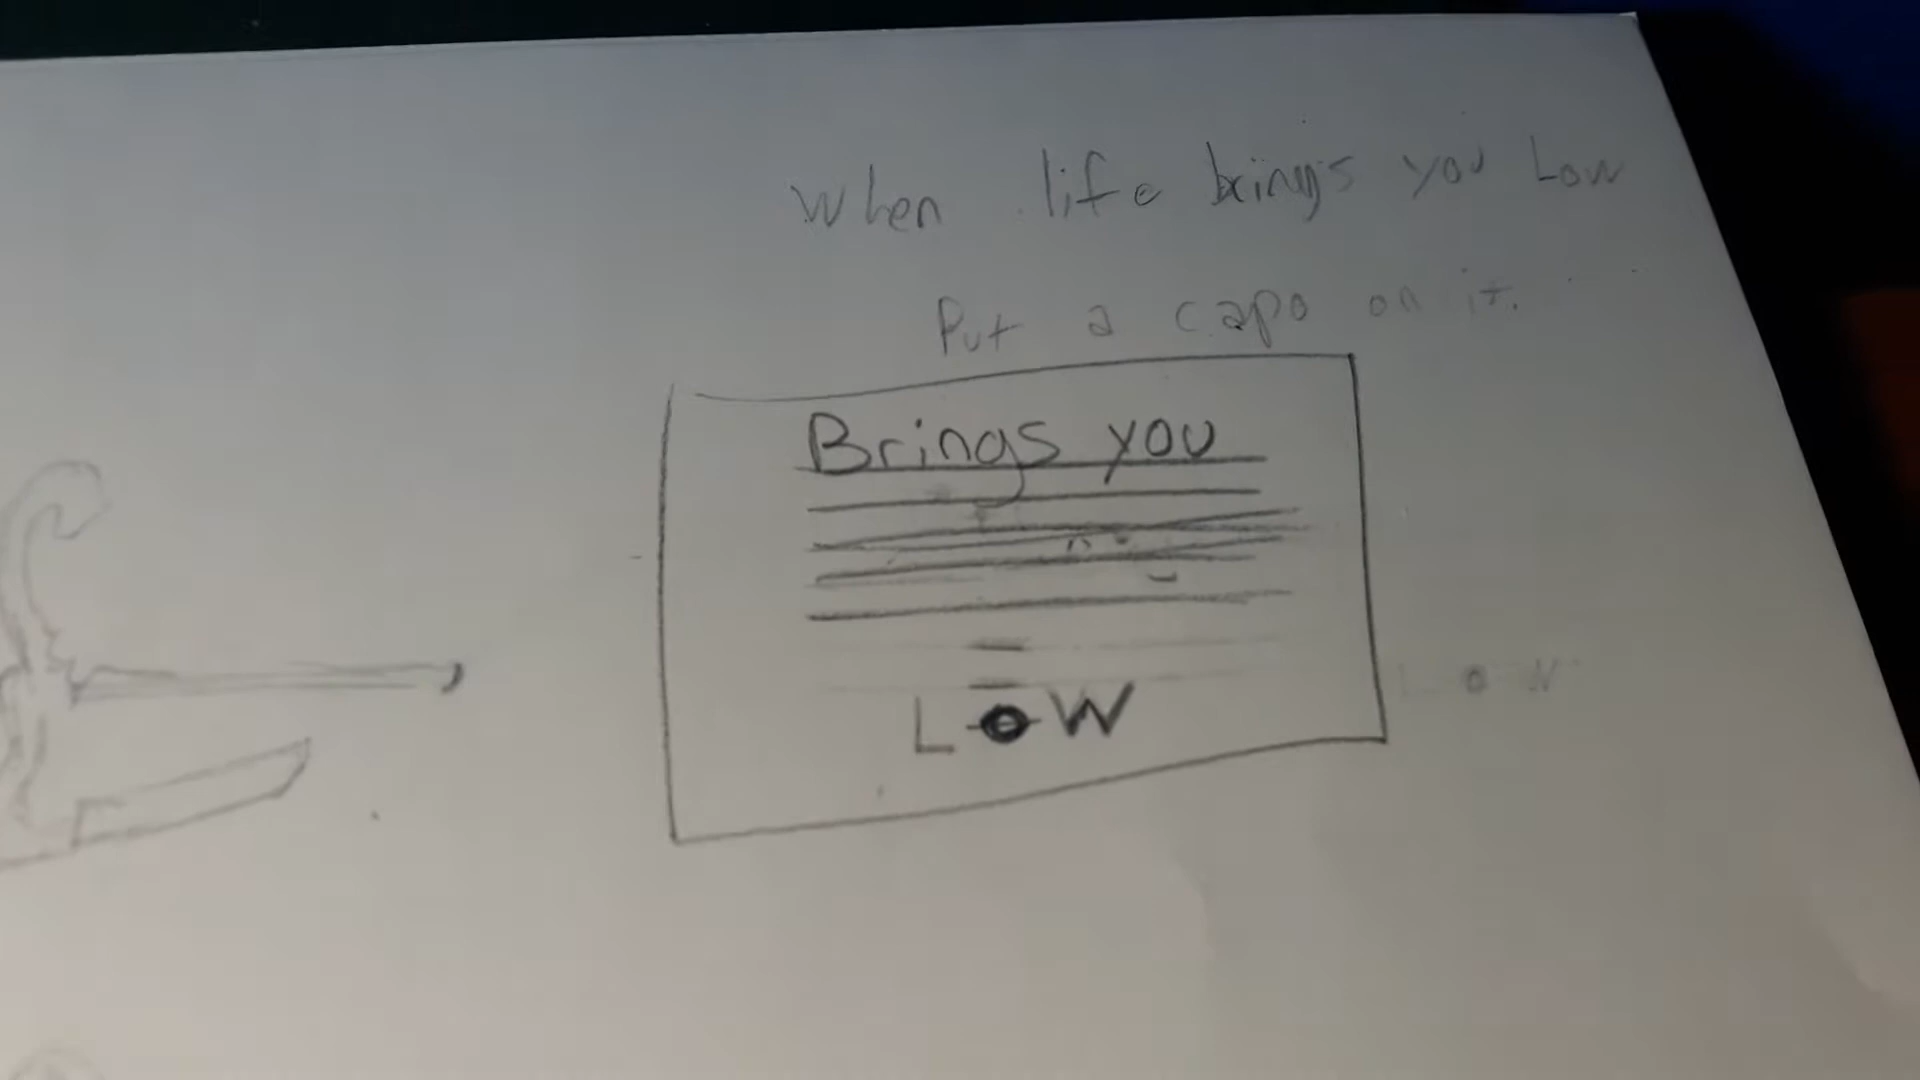 When life brings you Low
Put a capo on it.
Brings you
LOW
L O W